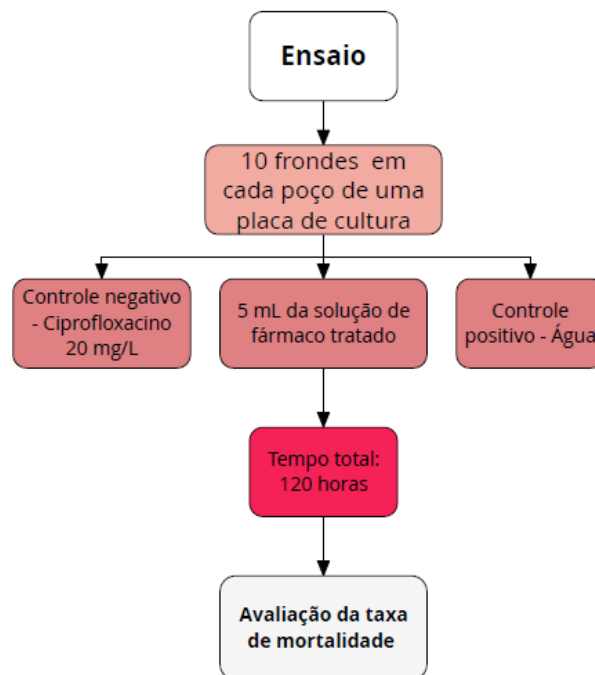 Ensaio
10 frondes em
cada poço de uma
placa de cultura
Controle negativo
- Ciprofloxacino
20 mg/L
5 mL da solução de
fármaco tratado
Controle
positivo - Água
Tempo total:
120 horas
Avaliação da taxa
de mortalidade